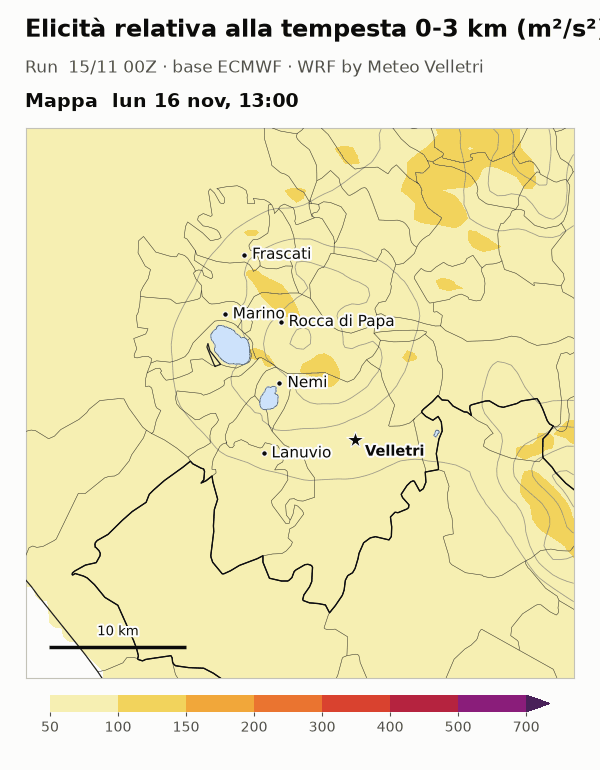 Elicità relativa alla tempesta 0-3 km (m²/s²)
Run  15/11 00Z · base ECMWF · WRF by Meteo Velletri
Mappa  lun 16 nov, 13:00
Frascati
Marino
Rocca di Papa
Nemi
Velletri
Lanuvio
10 km
50 100 150 200 300 400 500 700